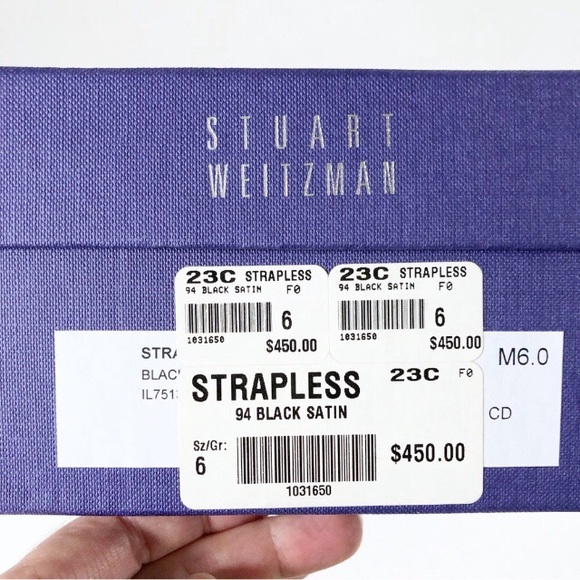 STUART
WEITZMAN
23C STRAPLESS
94 BLACK SATIN F0
6
1031650
$450.00
23C STRAPLESS
94 BLACK SATIN F0
6
1031650
$450.00
STRA
BLAC
IL751
M6.0
CD
STRAPLESS 23C F0
94 BLACK SATIN
Sz/Gr:
6
$450.00
1031650